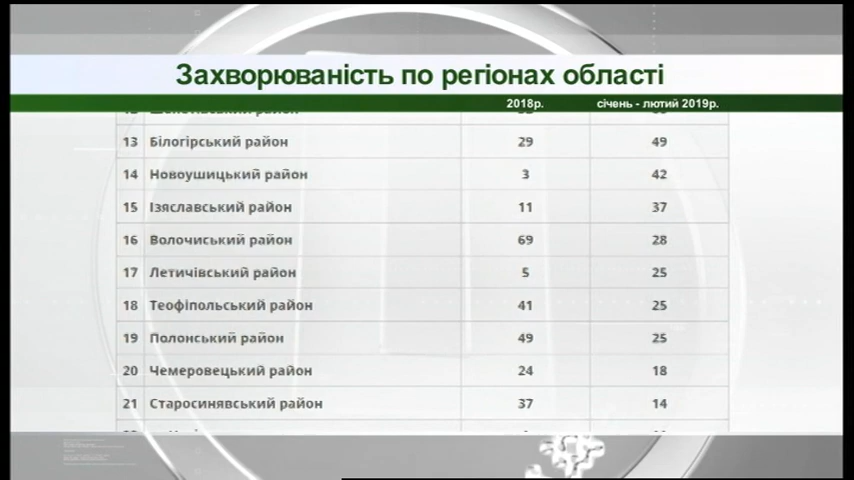 Захворюваність по регіонах області
2018р. січень - лютий 2019р.
13 Білогірський район 29 49
14 Новоушицький район 3 42
15 Ізяславський район 11 37
16 Волочиський район 69 28
17 Летичівський район 5 25
18 Теофіпольський район 41 25
19 Полонський район 49 25
20 Чемеровецький район 24 18
21 Старосинявський район 37 14